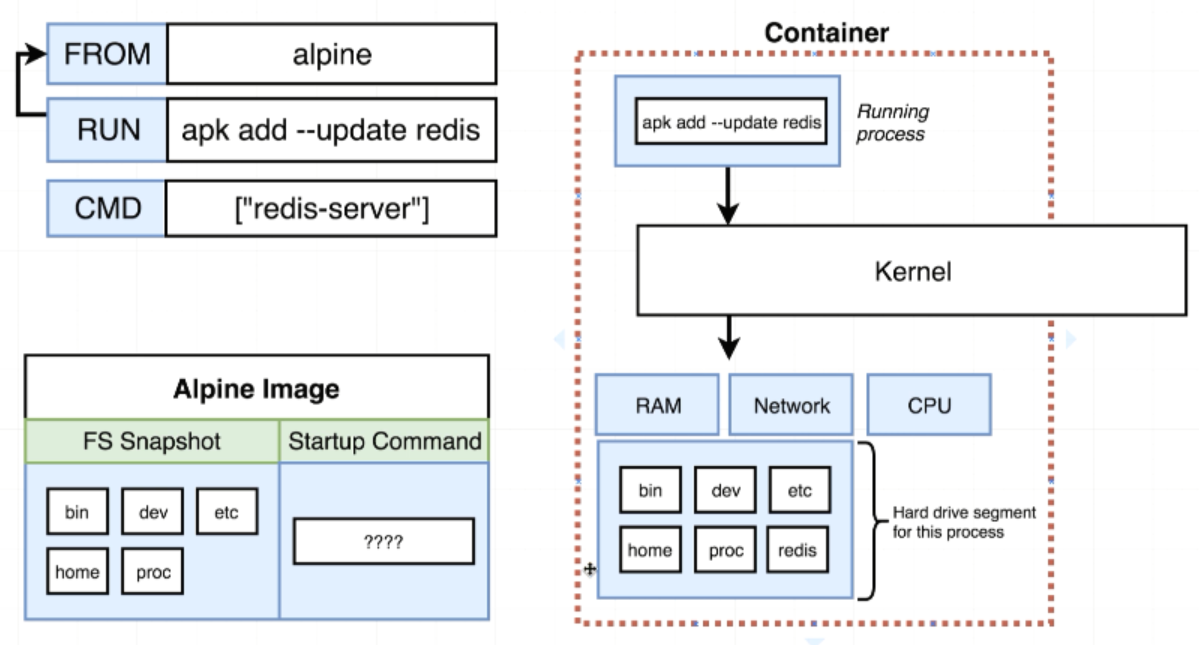 FROM alpine
RUN apk add --update redis
CMD ["redis-server"]
Alpine Image
FS Snapshot Startup Command
bin dev etc
home proc
????
Container
apk add --update redis
Running
process
Kernel
RAM Network CPU
bin dev etc
home proc redis
Hard drive segment
for this process